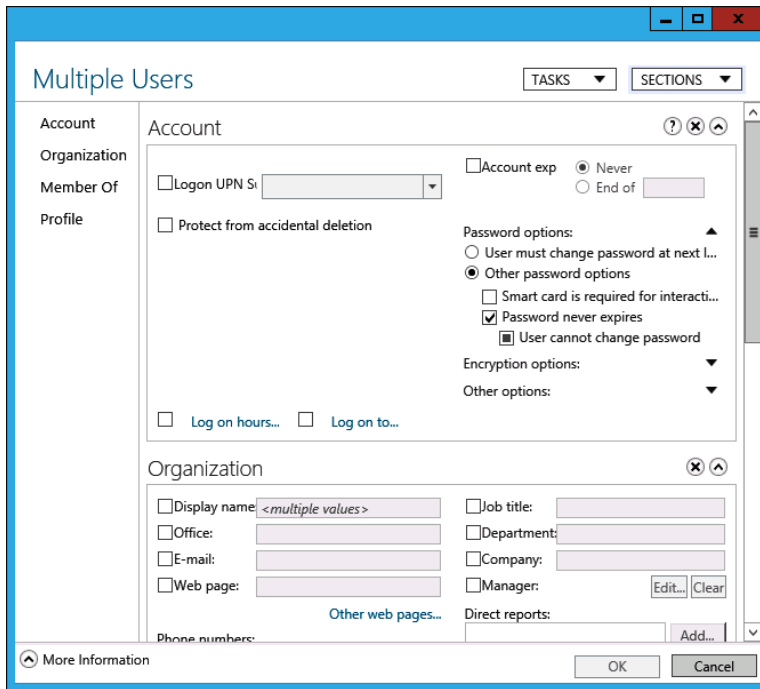 Multiple Users
TASKS
SECTIONS
Account
Organization
Member Of
Profile
Account
Logon UPN Su
Account exp
Never
End of
Protect from accidental deletion
Password options:
User must change password at next l...
Other password options
Smart card is required for interacti...
Password never expires
User cannot change password
Encryption options:
Other options:
Log on hours...
Log on to...
Organization
Display name
<multiple values>
Job title:
Office:
Department:
E-mail:
Company:
Web page:
Manager:
Edit...
Clear
Other web pages...
Direct reports:
Phone numbers:
Add...
More Information
OK
Cancel